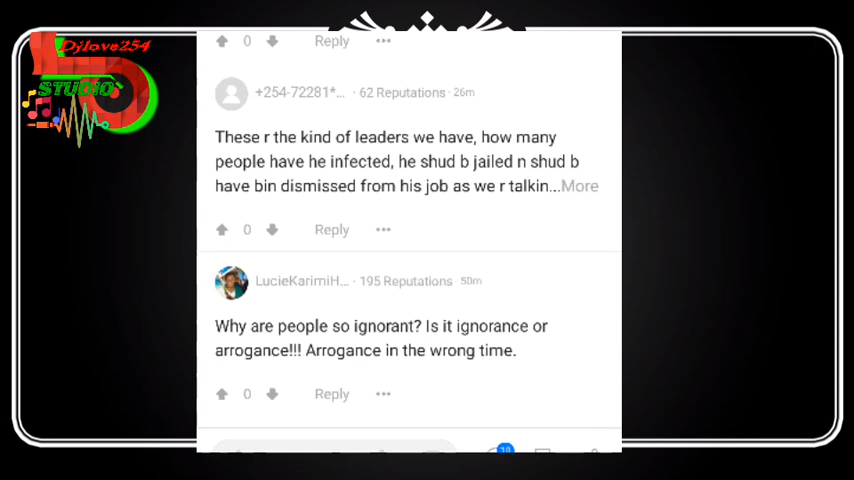 Djlove254
STUDIO
0 Reply
+254-72281*... · 62 Reputations · 26m
These r the kind of leaders we have, how many
people have he infected, he shud b jailed n shud b
have bin dismissed from his job as we r talkin...More
0 Reply
LucieKarimiH... · 195 Reputations · 50m
Why are people so ignorant? Is it ignorance or
arrogance!!! Arrogance in the wrong time.
0 Reply